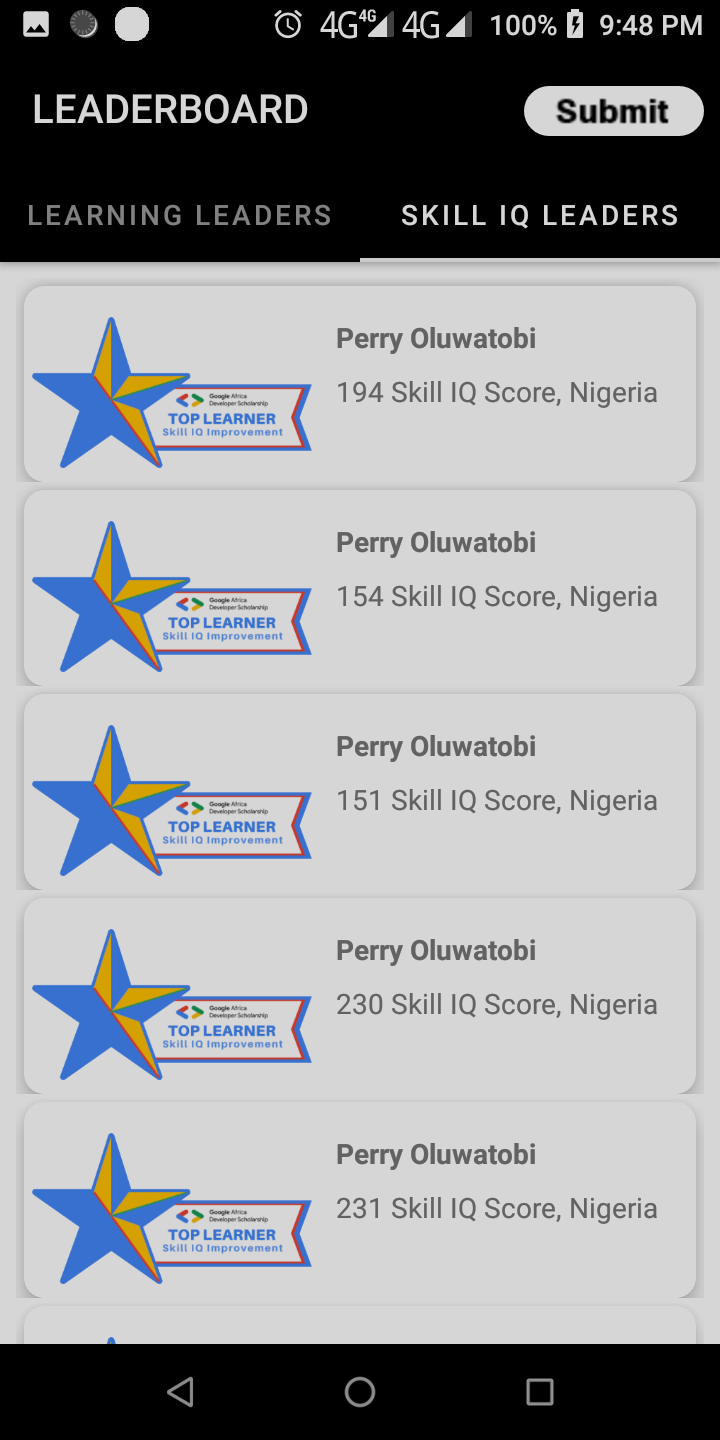 4G 4G 4G 100% 9:48 PM
LEADERBOARD
Submit
LEARNING LEADERS
SKILL IQ LEADERS
Perry Oluwatobi
194 Skill IQ Score, Nigeria
Google Africa
Developer Scholarship
TOP LEARNER
Skill IQ Improvement
Perry Oluwatobi
154 Skill IQ Score, Nigeria
Google Africa
Developer Scholarship
TOP LEARNER
Skill IQ Improvement
Perry Oluwatobi
151 Skill IQ Score, Nigeria
Google Africa
Developer Scholarship
TOP LEARNER
Skill IQ Improvement
Perry Oluwatobi
230 Skill IQ Score, Nigeria
Google Africa
Developer Scholarship
TOP LEARNER
Skill IQ Improvement
Perry Oluwatobi
231 Skill IQ Score, Nigeria
Google Africa
Developer Scholarship
TOP LEARNER
Skill IQ Improvement